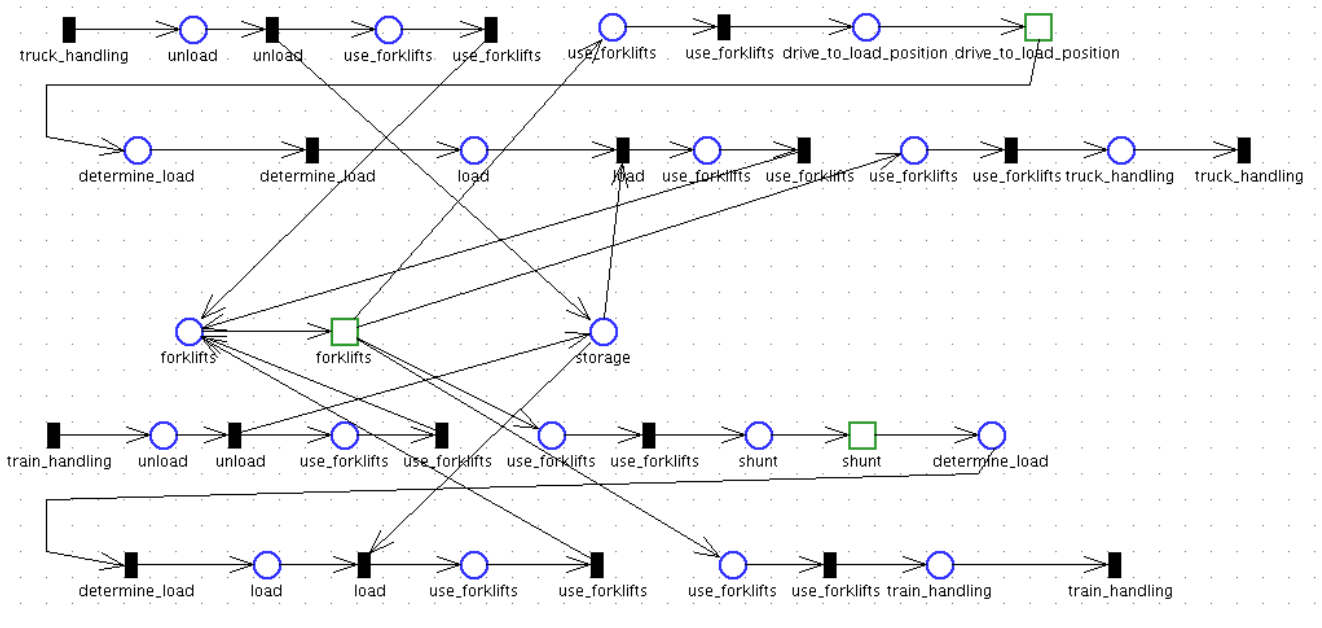 truck_handling unload unload use_forklifts use_forklifts use_forklifts use_forklifts drive_to_load_position drive_to_load_position
determine_load determine_load load load use_forklifts use_forklifts use_forklifts use_forklifts truck_handling truck_handling
forklifts forklifts storage
train_handling unload unload use_forklifts use_forklifts use_forklifts use_forklifts shunt shunt determine_load
determine_load load load use_forklifts use_forklifts use_forklifts use_forklifts train_handling train_handling